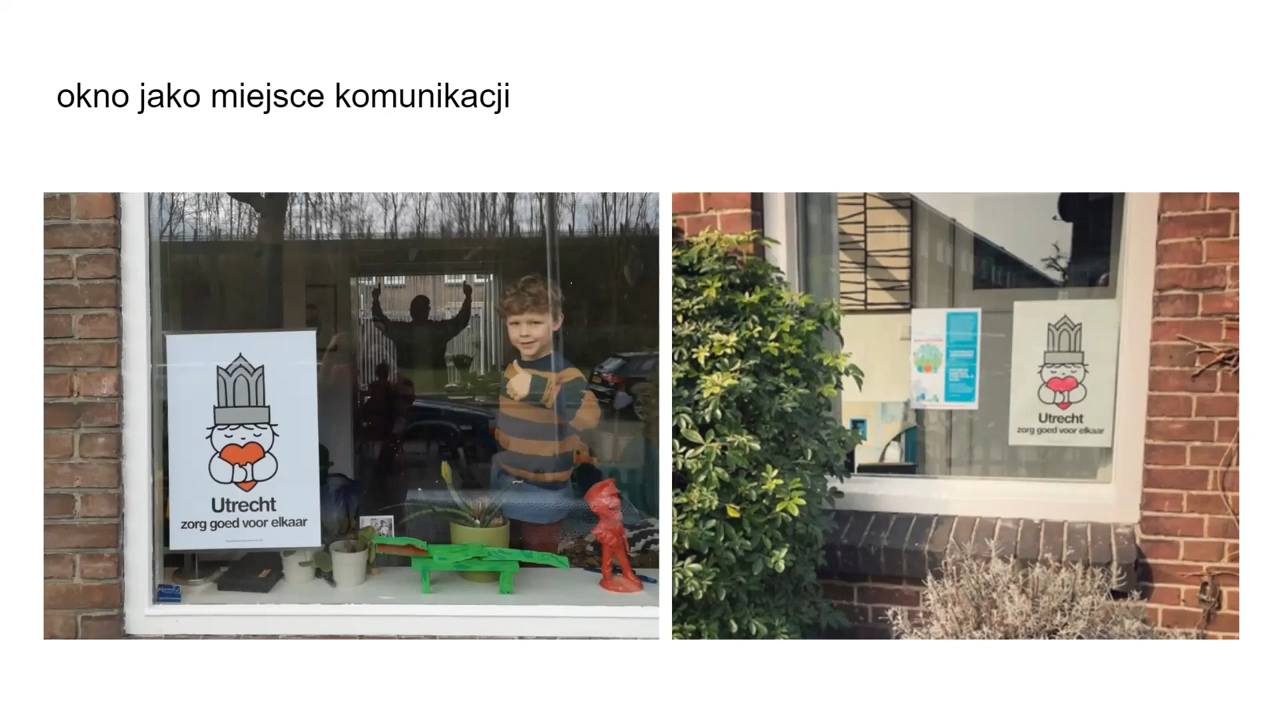 okno jako miejsce komunikacji
Utrecht
zorg goed voor elkaar
Utrecht
zorg goed voor elkaar